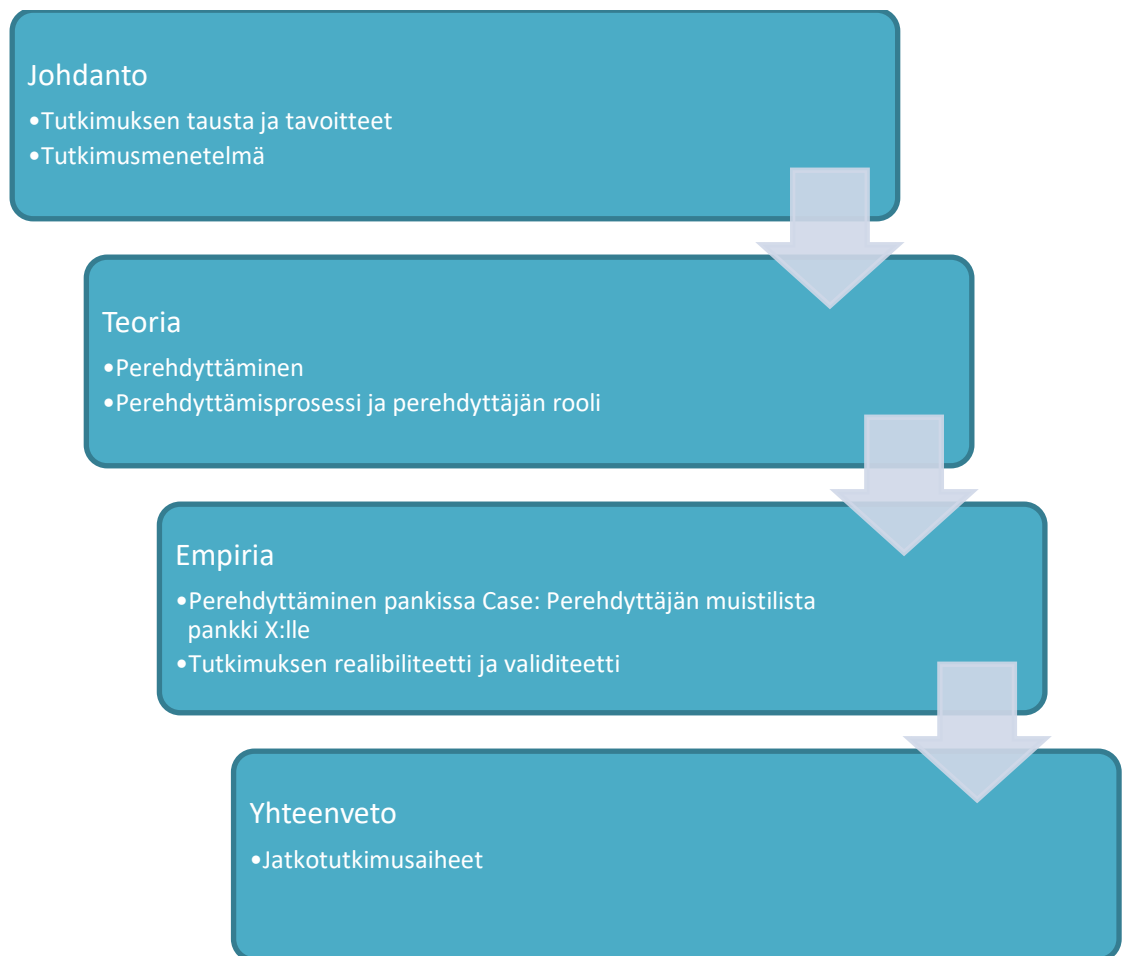 Johdanto
•Tutkimuksen tausta ja tavoitteet
•Tutkimusmenetelmä
Teoria
•Perehdyttäminen
•Perehdyttämisprosessi ja perehdyttäjän rooli
Empiria
•Perehdyttäminen pankissa Case: Perehdyttäjän muistilista
pankki X:lle
•Tutkimuksen realibiliteetti ja validiteetti
Yhteenveto
•Jatkotutkimusaiheet